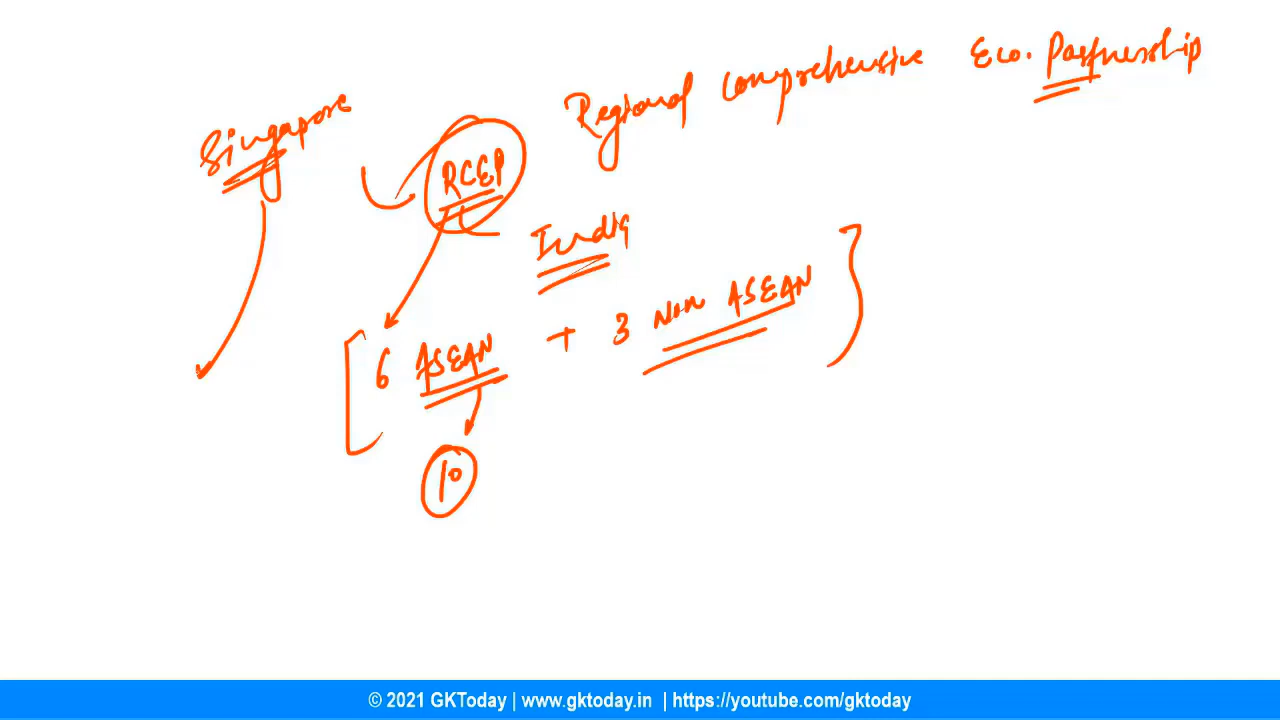 Regional Comprehensive Eco. Partnership
Singapore
RCEP
India
6 ASEAN + 3 Non ASEAN
10
© 2021 GKToday | www.gktoday.in | https://youtube.com/gktoday